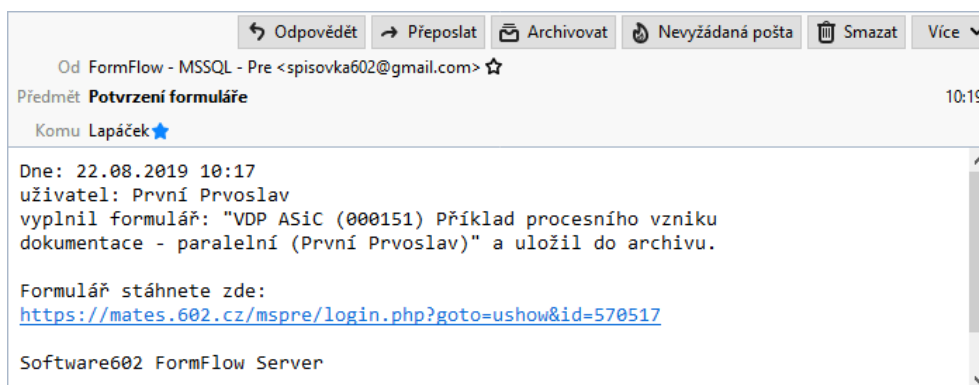 Odpovědět Přeposlat Archivovat Nevyžádaná pošta Smazat Více
Od FormFlow - MSSQL - Pre <spisovka602@gmail.com>
Předmět Potvrzení formuláře 10:19
Komu Lapáček
Dne: 22.08.2019 10:17
uživatel: První Prvoslav
vyplnil formulář: "VDP ASiC (000151) Příklad procesního vzniku
dokumentace - paralelní (První Prvoslav)" a uložil do archivu.
Formulář stáhnete zde:
https://mates.602.cz/mspre/login.php?goto=ushow&id=570517
Software602 FormFlow Server